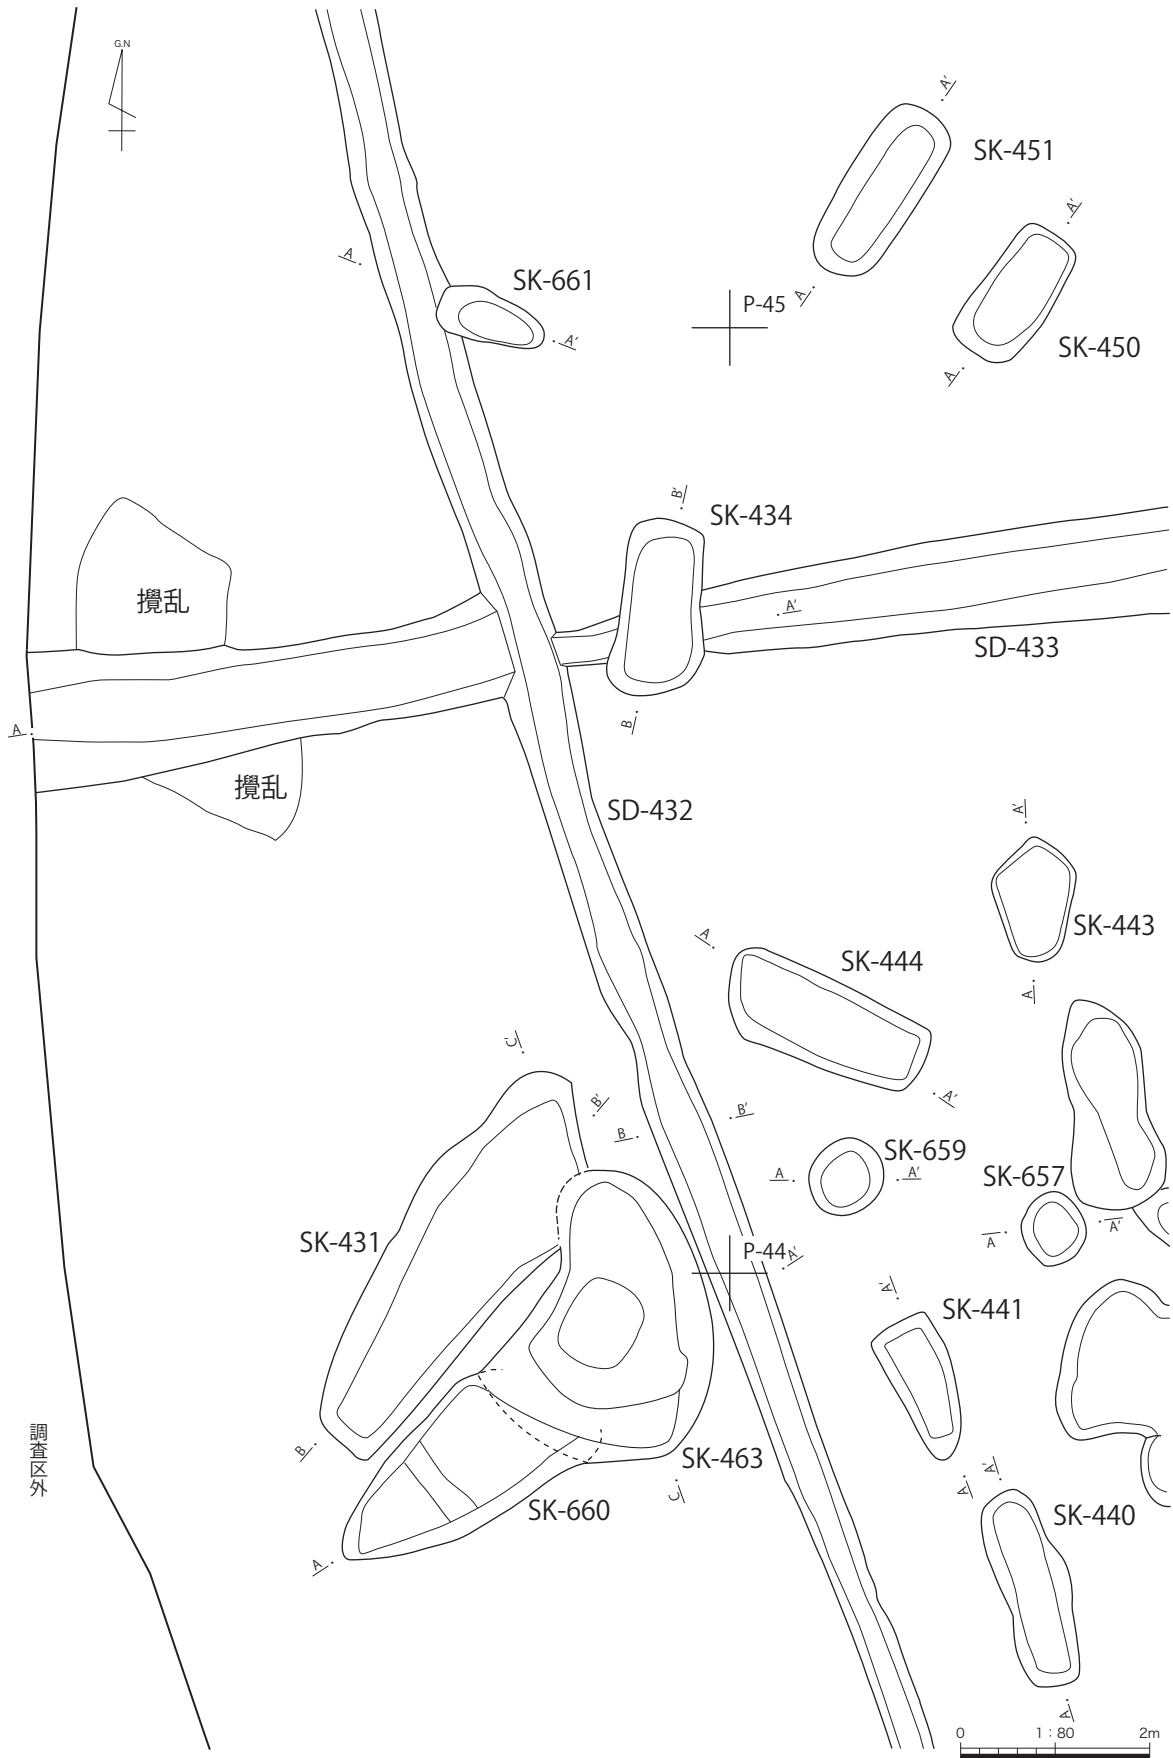 G.N
A'
SK-451
A'
A
SK-661
A'
P-45
A
SK-450
A
B'
SK-434
攪乱
A'
SD-433
B
A
攪乱
SD-432
A'
SK-443
A
SK-444
A
C'
B'
B
B'
A'
SK-659
A
A'
SK-657
A
A'
SK-431
P-44
A'
A'
SK-441
調査区外
B
SK-463
A
A'
C
SK-660
SK-440
A
A
0
1:80
2m